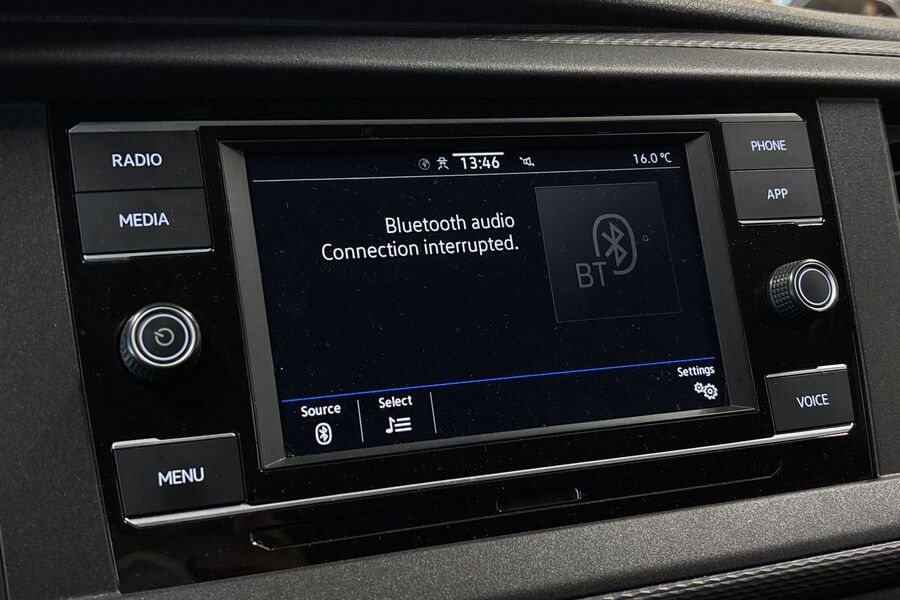 RADIO
MEDIA
MENU
13:46
16.0 °C
Bluetooth audio
Connection interrupted.
BT
Source
Select
Settings
PHONE
APP
VOICE